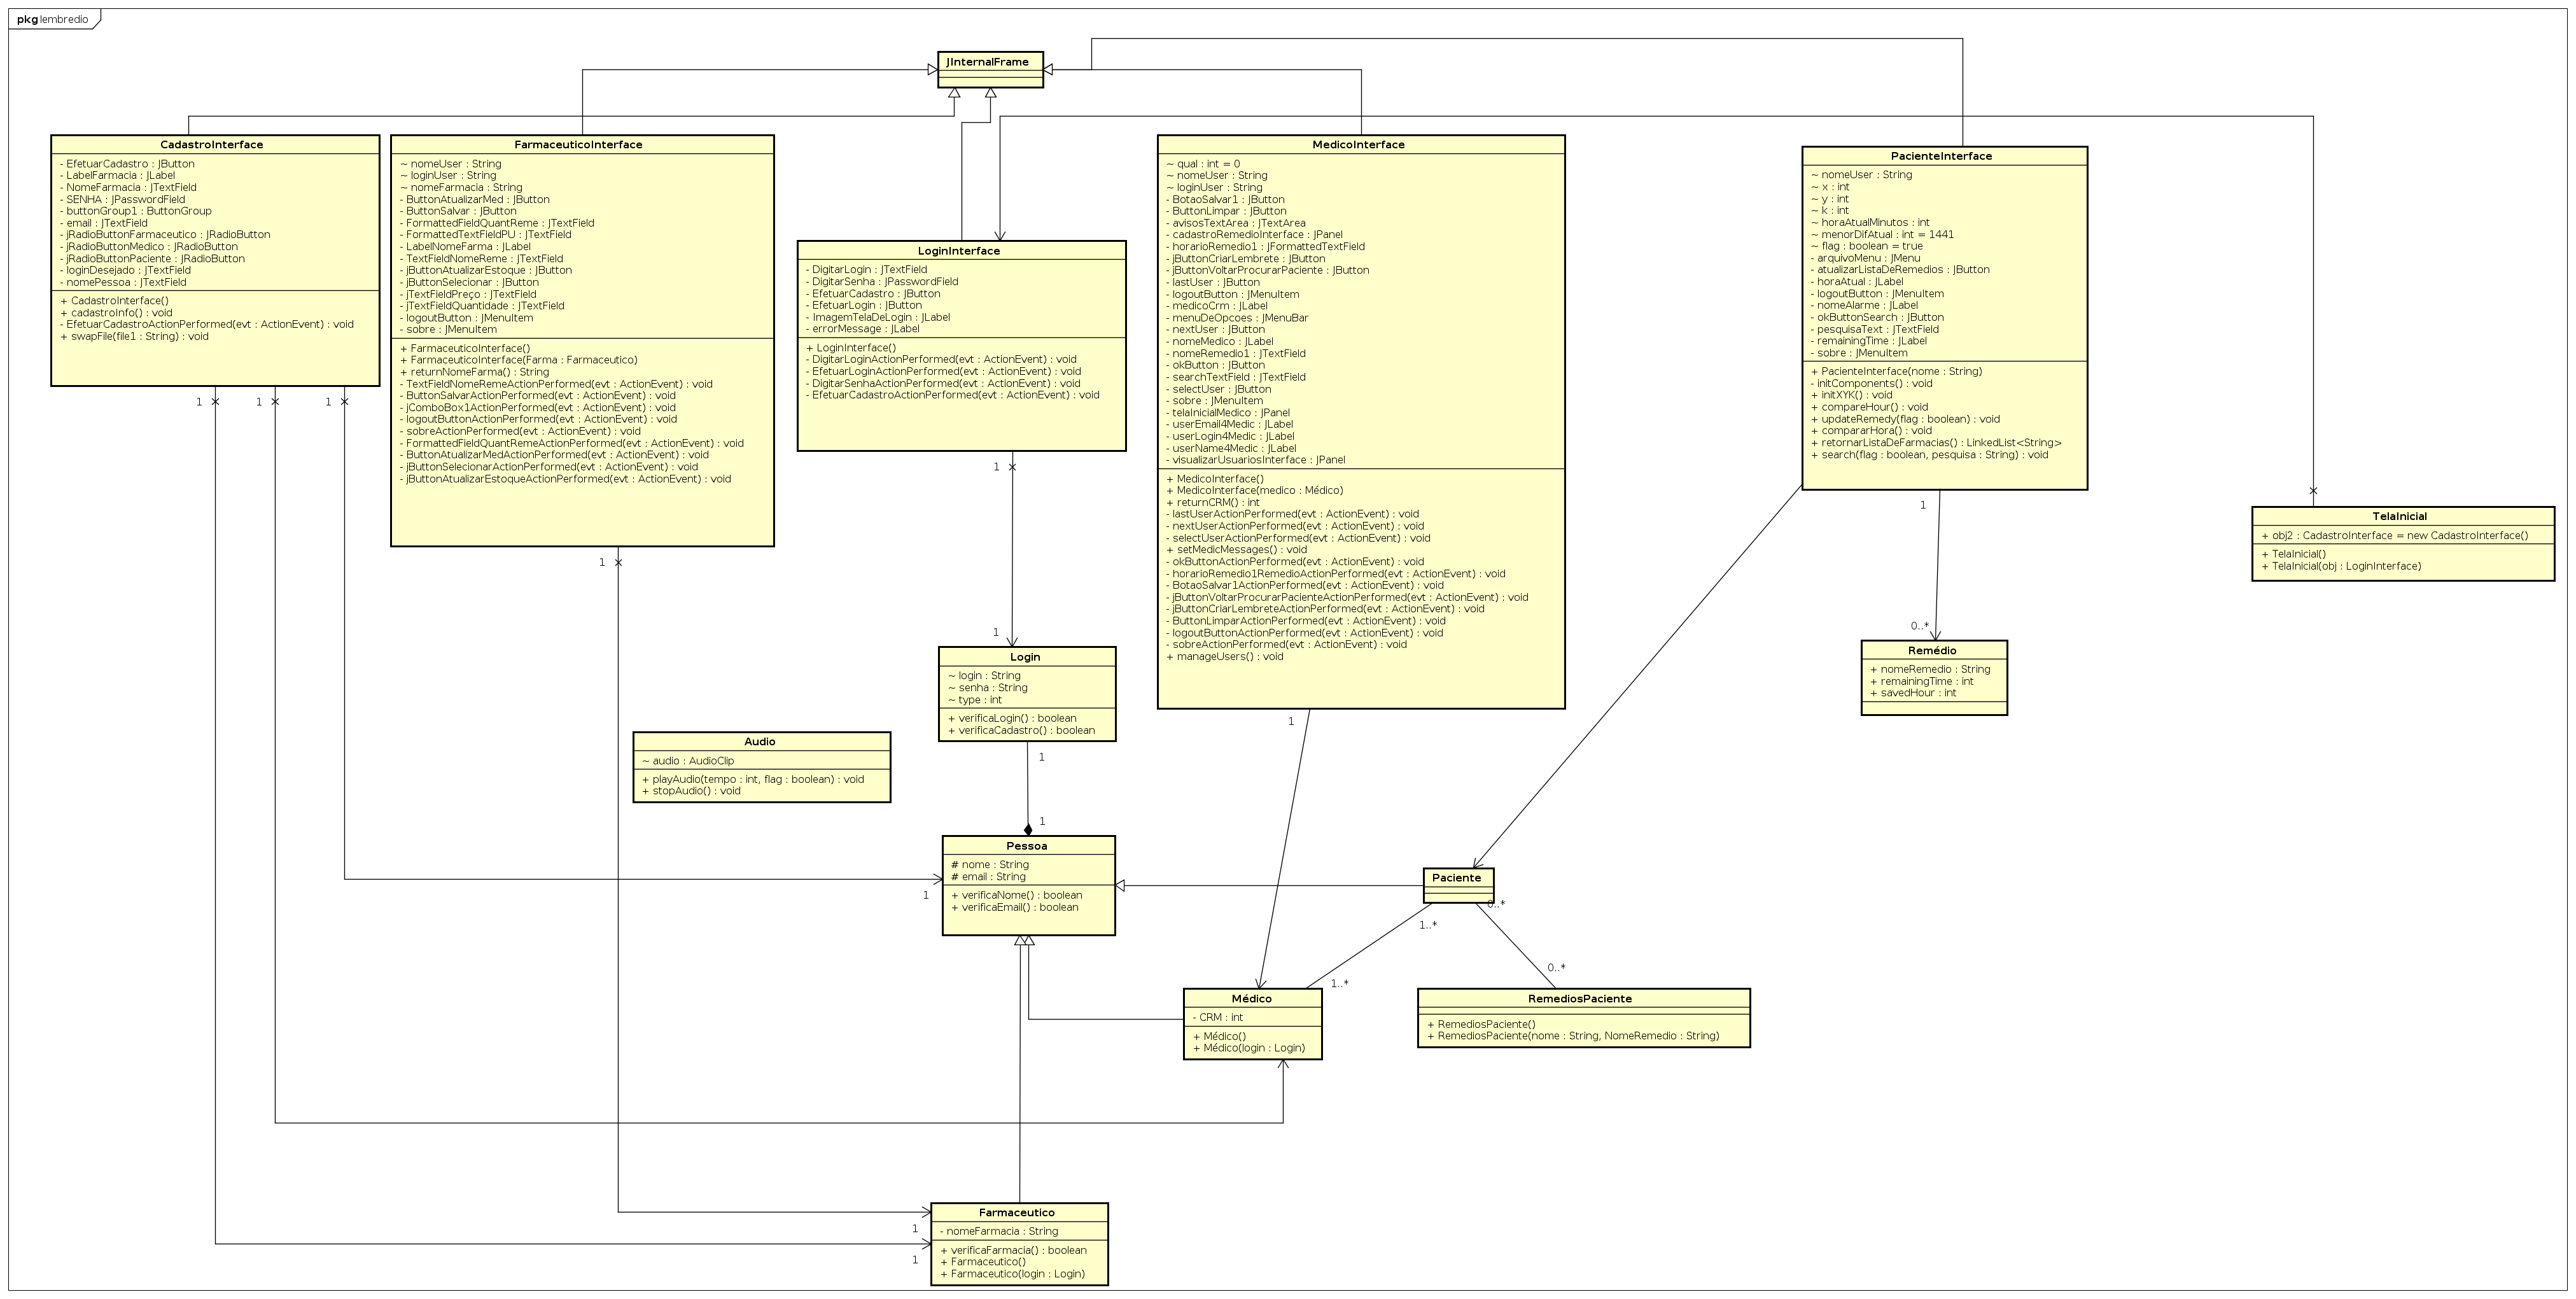 pkg lembredio
JInternalFrame
CadastroInterface
- EfetuarCadastro : JButton
- LabelFarmacia : JLabel
- NomeFarmacia : JTextField
- SENHA : JPasswordField
- buttonGroup1 : ButtonGroup
- email : JTextField
- jRadioButtonFarmaceutico : JRadioButton
- jRadioButtonMedico : JRadioButton
- jRadioButtonPaciente : JRadioButton
- loginDesejado : JTextField
- nomePessoa : JTextField
+ CadastroInterface()
+ cadastroInfo() : void
- EfetuarCadastroActionPerformed(evt : ActionEvent) : void
+ swapFile(file1 : String) : void
1
1
1
FarmaceuticoInterface
~ nomeUser : String
~ loginUser : String
~ nomeFarmacia : String
- ButtonAtualizarMed : JButton
- ButtonSalvar : JButton
- FormattedFieldQuantReme : JTextField
- FormattedTextFieldPU : JTextField
- LabelNomeFarma : JLabel
- TextFieldNomeReme : JTextField
- jButtonAtualizarEstoque : JButton
- jButtonSelecionar : JButton
- jTextFieldPreço : JTextField
- jTextFieldQuantidade : JTextField
- logoutButton : JMenuItem
- sobre : JMenuItem
+ FarmaceuticoInterface()
+ FarmaceuticoInterface(Farma : Farmaceutico)
+ returnNomeFarma() : String
- TextFieldNomeRemeActionPerformed(evt : ActionEvent) : void
- ButtonSalvarActionPerformed(evt : ActionEvent) : void
- jComboBox1ActionPerformed(evt : ActionEvent) : void
- logoutButtonActionPerformed(evt : ActionEvent) : void
- sobreActionPerformed(evt : ActionEvent) : void
- FormattedFieldQuantRemeActionPerformed(evt : ActionEvent) : void
- ButtonAtualizarMedActionPerformed(evt : ActionEvent) : void
- jButtonSelecionarActionPerformed(evt : ActionEvent) : void
- jButtonAtualizarEstoqueActionPerformed(evt : ActionEvent) : void
1
LoginInterface
- DigitarLogin : JTextField
- DigitarSenha : JPasswordField
- EfetuarCadastro : JButton
- EfetuarLogin : JButton
- ImagemTelaDeLogin : JLabel
- errorMessage : JLabel
+ LoginInterface()
- DigitarLoginActionPerformed(evt : ActionEvent) : void
- EfetuarLoginActionPerformed(evt : ActionEvent) : void
- DigitarSenhaActionPerformed(evt : ActionEvent) : void
- EfetuarCadastroActionPerformed(evt : ActionEvent) : void
1
MedicoInterface
~ qual : int = 0
~ nomeUser : String
~ loginUser : String
- BotaoSalvar1 : JButton
- ButtonLimpar : JButton
- avisosTextArea : JTextArea
- cadastroRemedioInterface : JPanel
- horarioRemedio1 : JFormattedTextField
- jButtonCriarLembrete : JButton
- jButtonVoltarProcurarPaciente : JButton
- lastUser : JButton
- logoutButton : JMenuItem
- medicoCrm : JLabel
- menuDeOpcoes : JMenuBar
- nextUser : JButton
- nomeMedico : JLabel
- nomeRemedio1 : JTextField
- okButton : JButton
- searchTextField : JTextField
- selectUser : JButton
- sobre : JMenuItem
- telaInicialMedico : JPanel
- userEmail4Medic : JLabel
- userLogin4Medic : JLabel
- userName4Medic : JLabel
- visualizarUsuariosInterface : JPanel
+ MedicoInterface()
+ MedicoInterface(medico : Médico)
+ returnCRM() : int
- lastUserActionPerformed(evt : ActionEvent) : void
- nextUserActionPerformed(evt : ActionEvent) : void
- selectUserActionPerformed(evt : ActionEvent) : void
+ setMedicMessages() : void
- okButtonActionPerformed(evt : ActionEvent) : void
- horarioRemedio1RemedioActionPerformed(evt : ActionEvent) : void
- BotaoSalvar1ActionPerformed(evt : ActionEvent) : void
- jButtonVoltarProcurarPacienteActionPerformed(evt : ActionEvent) : void
- jButtonCriarLembreteActionPerformed(evt : ActionEvent) : void
- ButtonLimparActionPerformed(evt : ActionEvent) : void
- logoutButtonActionPerformed(evt : ActionEvent) : void
- sobreActionPerformed(evt : ActionEvent) : void
+ manageUsers() : void
1
PacienteInterface
~ nomeUser : String
~ x : int
~ y : int
~ k : int
~ horaAtualMinutos : int
~ menorDifAtual : int = 1441
~ flag : boolean = true
- arquivoMenu : JMenu
- atualizarListaDeRemedios : JButton
- horaAtual : JLabel
- logoutButton : JMenuItem
- nomeAlarme : JLabel
- okButtonSearch : JButton
- pesquisaText : JTextField
- remainingTime : JLabel
- sobre : JMenuItem
+ PacienteInterface(nome : String)
- initComponents() : void
+ initXYK() : void
+ compareHour() : void
+ updateRemedy(flag : boolean) : void
+ compararHora() : void
+ retornarListaDeFarmacias() : LinkedList<String>
+ search(flag : boolean, pesquisa : String) : void
1
TelaInicial
+ obj2 : CadastroInterface = new CadastroInterface()
+ TelaInicial()
+ TelaInicial(obj : LoginInterface)
0..*
Remédio
+ nomeRemedio : String
+ remainingTime : int
+ savedHour : int
1
Login
~ login : String
~ senha : String
~ type : int
+ verificaLogin() : boolean
+ verificaCadastro() : boolean
1
Audio
~ audio : AudioClip
+ playAudio(tempo : int, flag : boolean) : void
+ stopAudio() : void
1
Pessoa
# nome : String
# email : String
+ verificaNome() : boolean
+ verificaEmail() : boolean
1
Paciente
0..*
1..*
0..*
1..*
Médico
- CRM : int
+ Médico()
+ Médico(login : Login)
RemediosPaciente
+ RemediosPaciente()
+ RemediosPaciente(nome : String, NomeRemedio : String)
Farmaceutico
- nomeFarmacia : String
+ verificaFarmacia() : boolean
+ Farmaceutico()
+ Farmaceutico(login : Login)
1
1